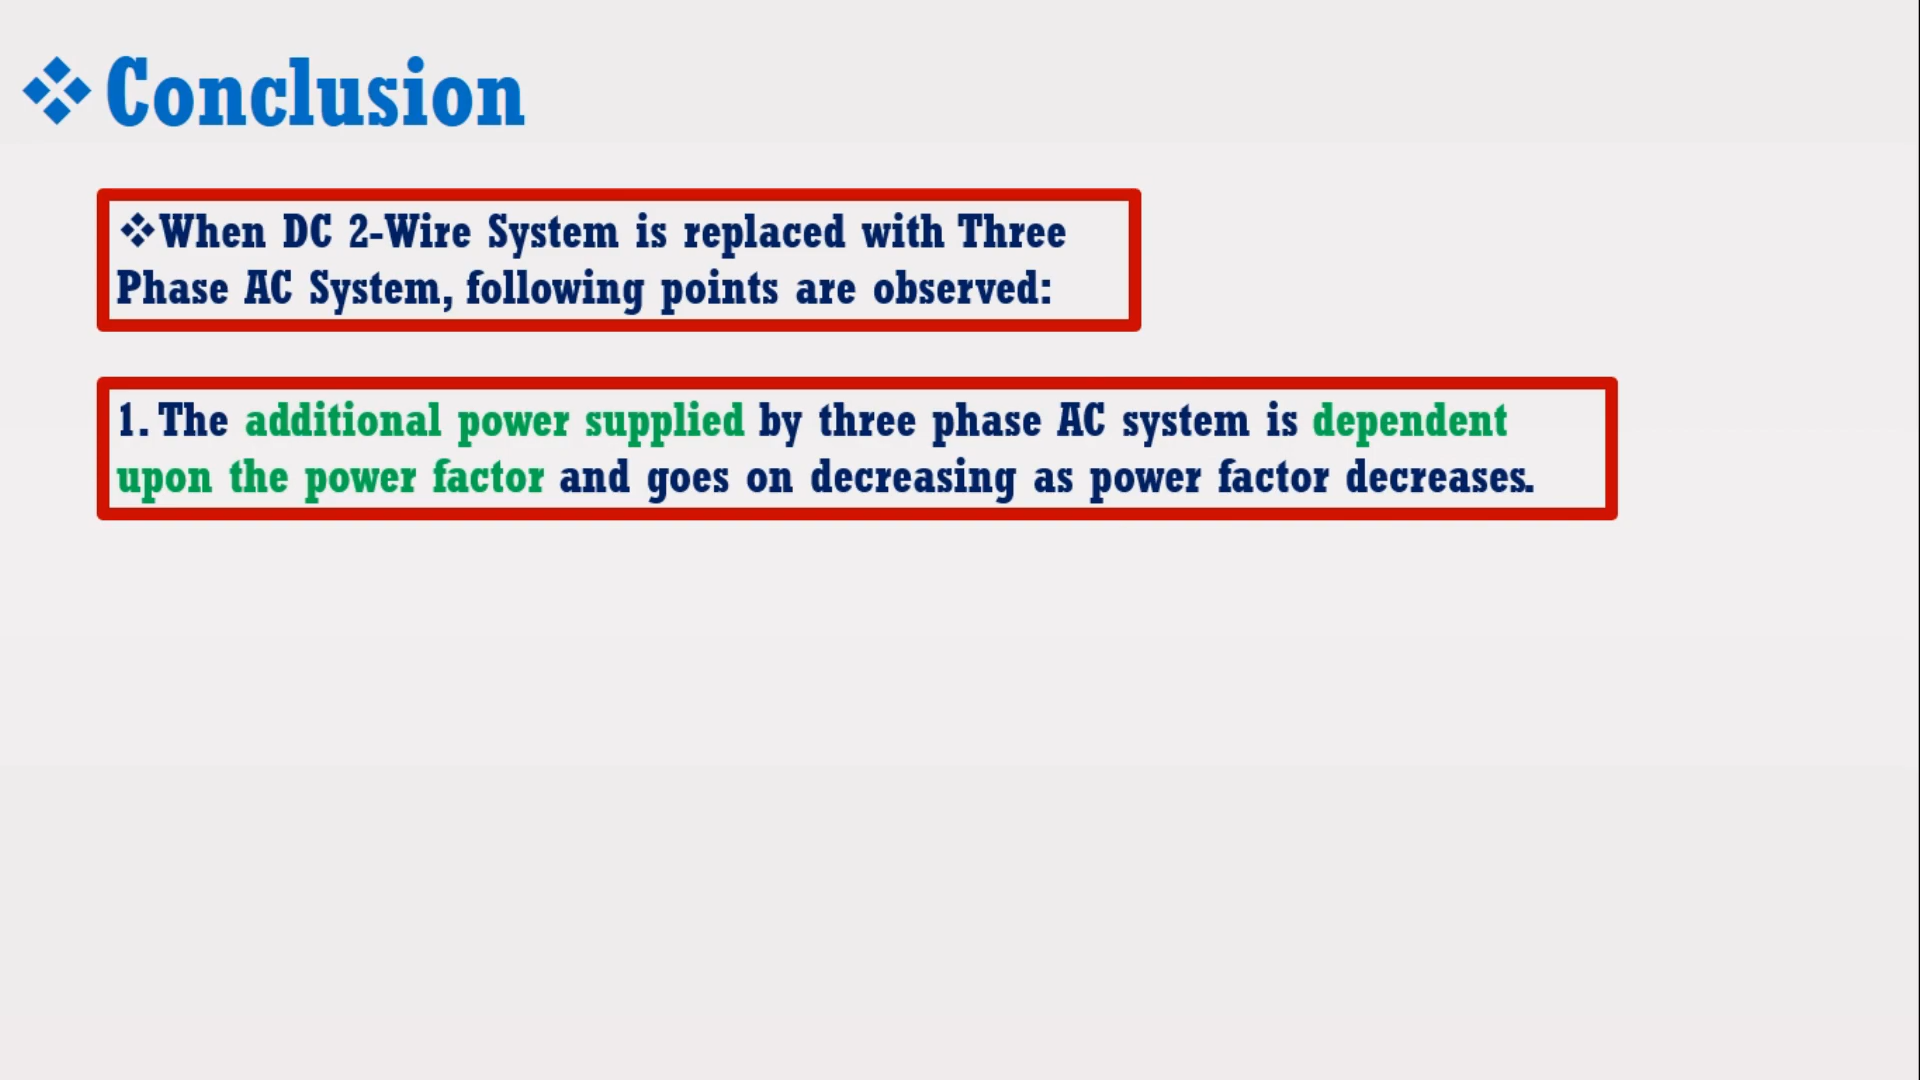 ❖Conclusion
❖When DC 2-Wire System is replaced with Three
Phase AC System, following points are observed:
1. The additional power supplied by three phase AC system is dependent
upon the power factor and goes on decreasing as power factor decreases.